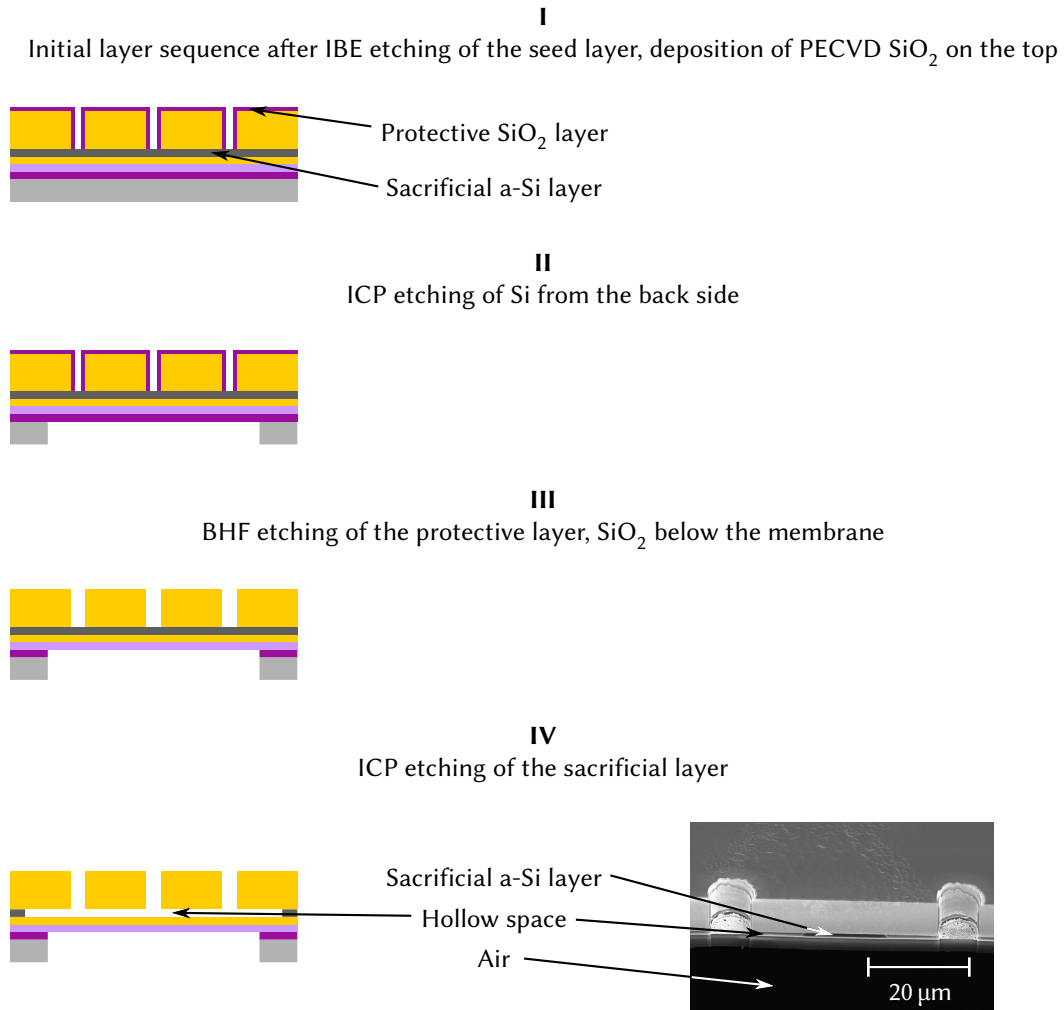 I
Initial layer sequence after IBE etching of the seed layer, deposition of PECVD SiO₂ on the top
Protective SiO₂ layer
Sacrificial a-Si layer
II
ICP etching of Si from the back side
III
BHF etching of the protective layer, SiO₂ below the membrane
IV
ICP etching of the sacrificial layer
Sacrificial a-Si layer
Hollow space
Air
20 µm